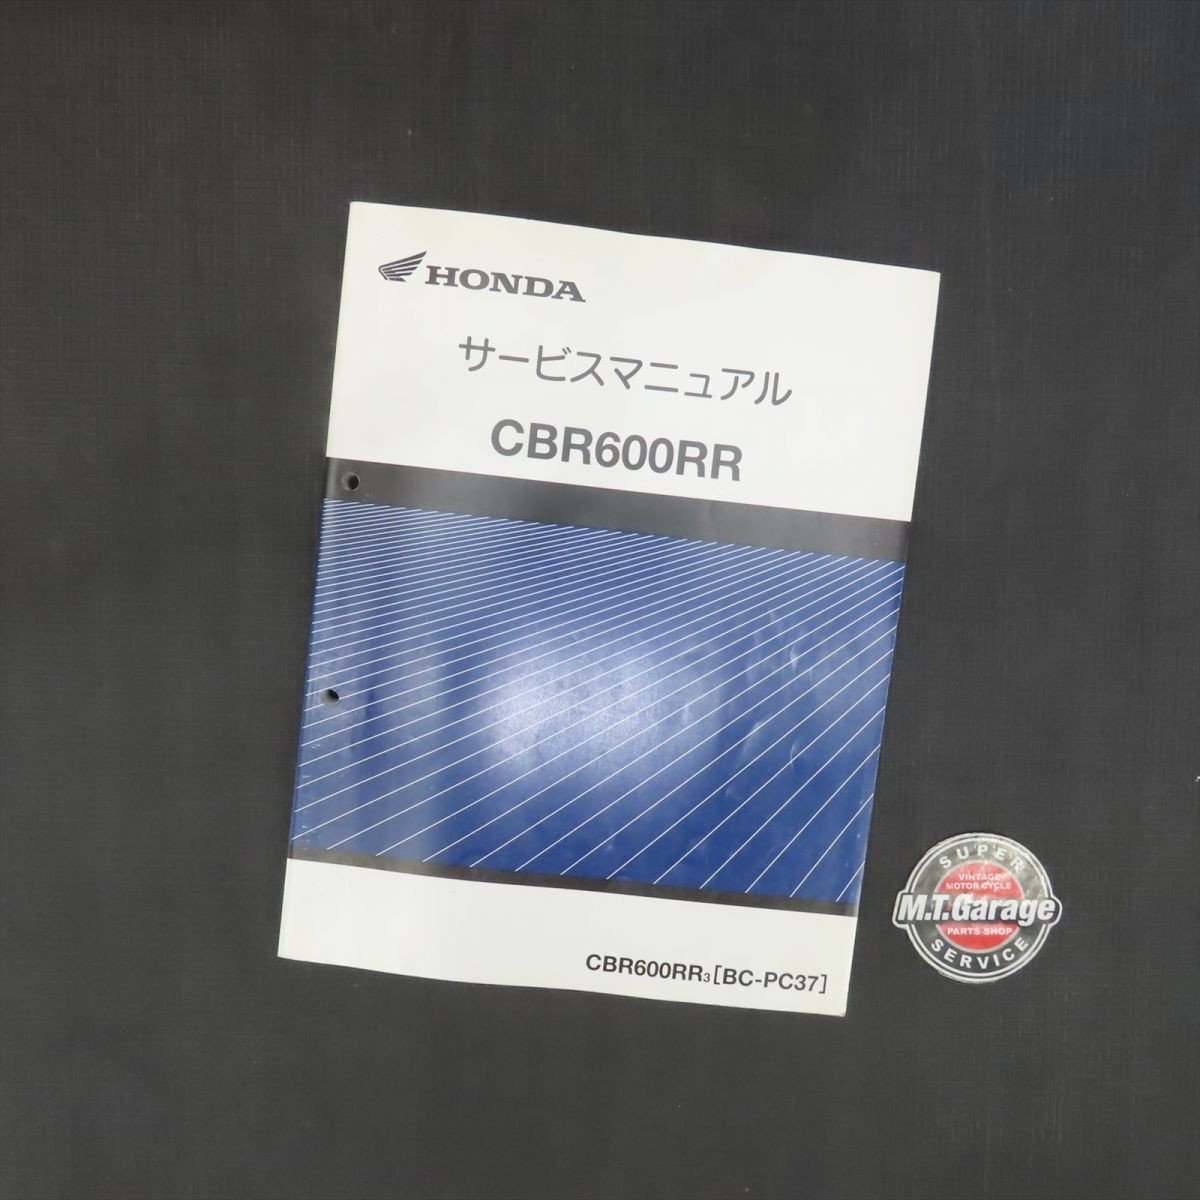 HONDA
サービスマニュアル
CBR600RR
CBR600RR3[BC-PC37]
SUPER
VINTAGE
MOTOR CYCLE
M.T.Garage
PARTS SHOP
SERVICE